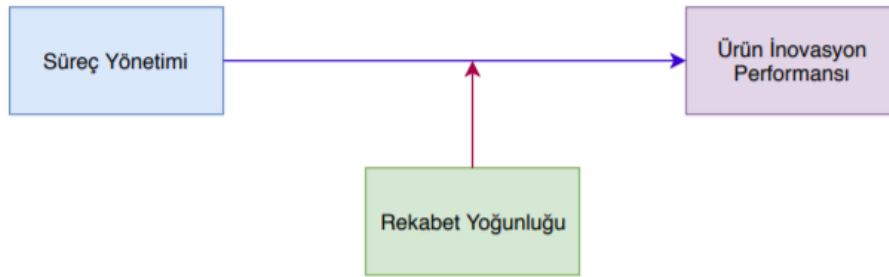 Süreç Yönetimi
Ürün İnovasyon
Performansı
Rekabet Yoğunluğu